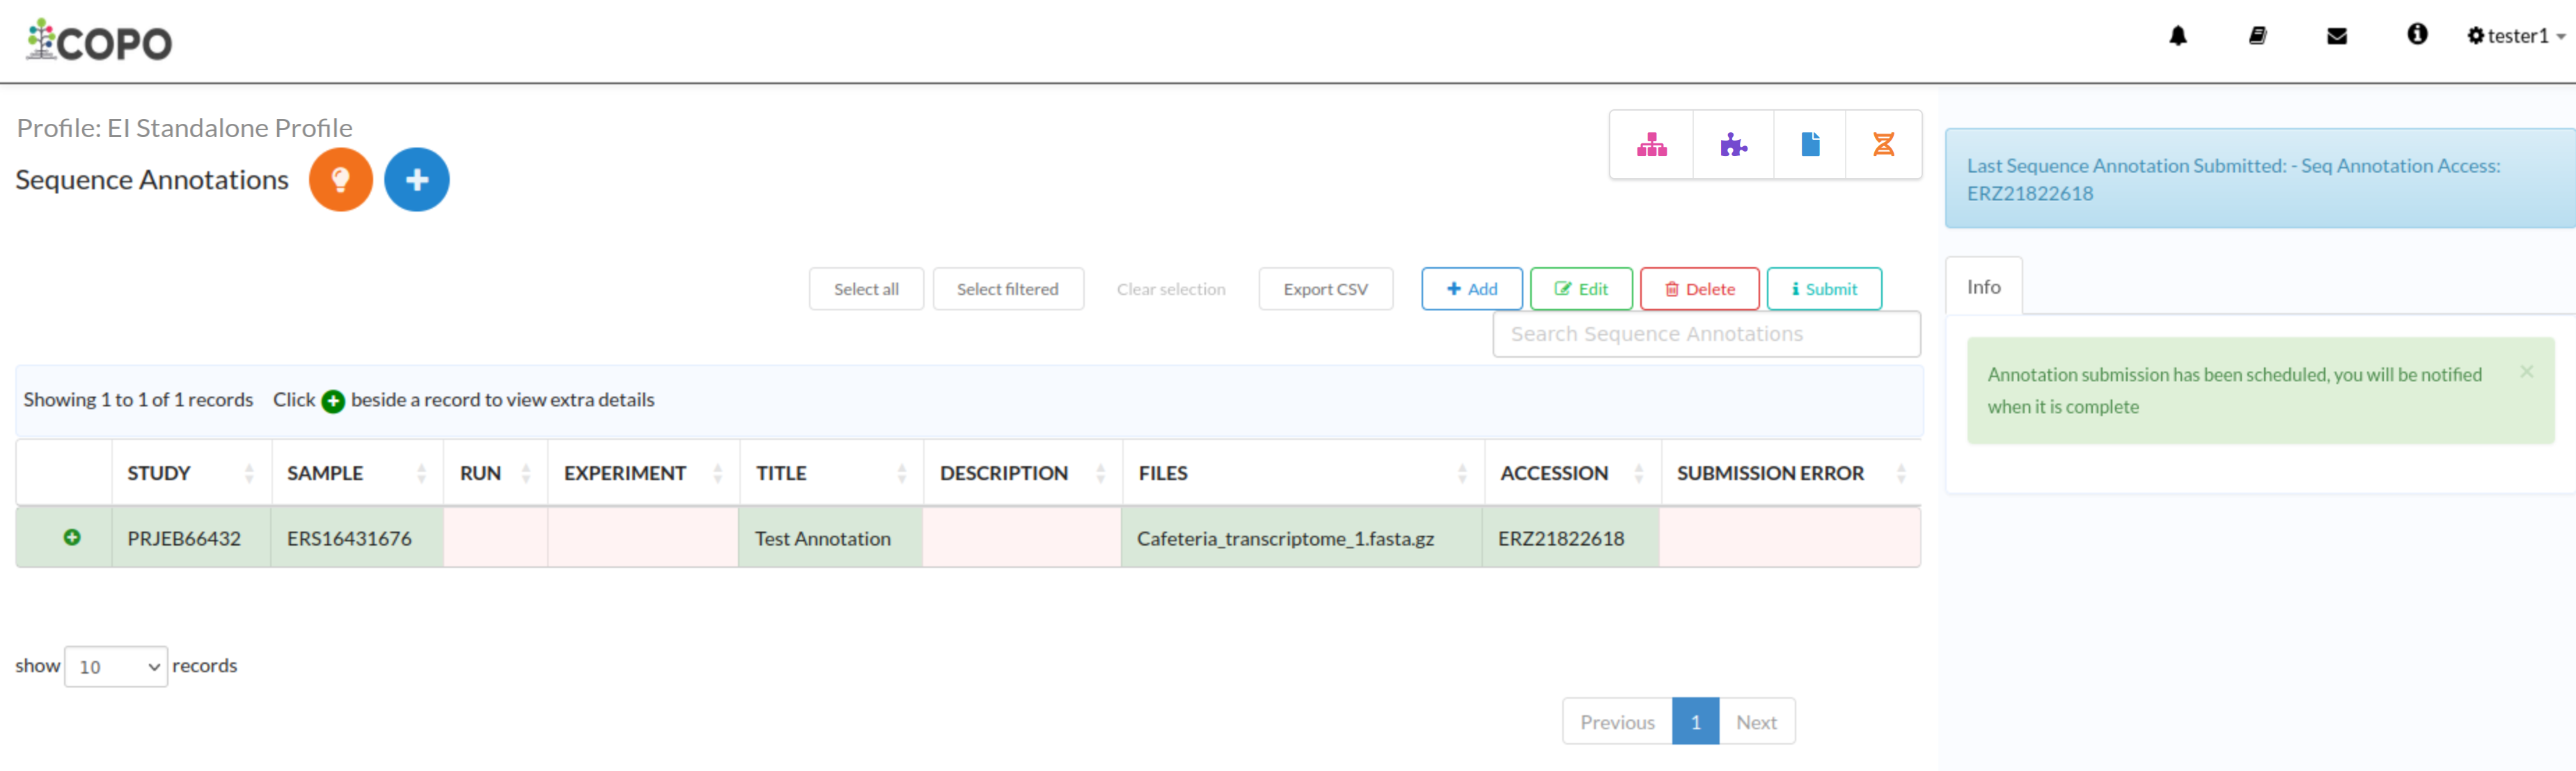 COPO
tester1
Profile: EI Standalone Profile
Sequence Annotations
Last Sequence Annotation Submitted: - Seq Annotation Access:
ERZ21822618
Select all Select filtered Clear selection Export CSV Add Edit Delete Submit
Search Sequence Annotations
Info
Annotation submission has been scheduled, you will be notified
when it is complete
Showing 1 to 1 of 1 records Click beside a record to view extra details
STUDY SAMPLE RUN EXPERIMENT TITLE DESCRIPTION FILES ACCESSION SUBMISSION ERROR
PRJEB66432 ERS16431676 Test Annotation Cafeteria_transcriptome_1.fasta.gz ERZ21822618
show 10 records
Previous 1 Next